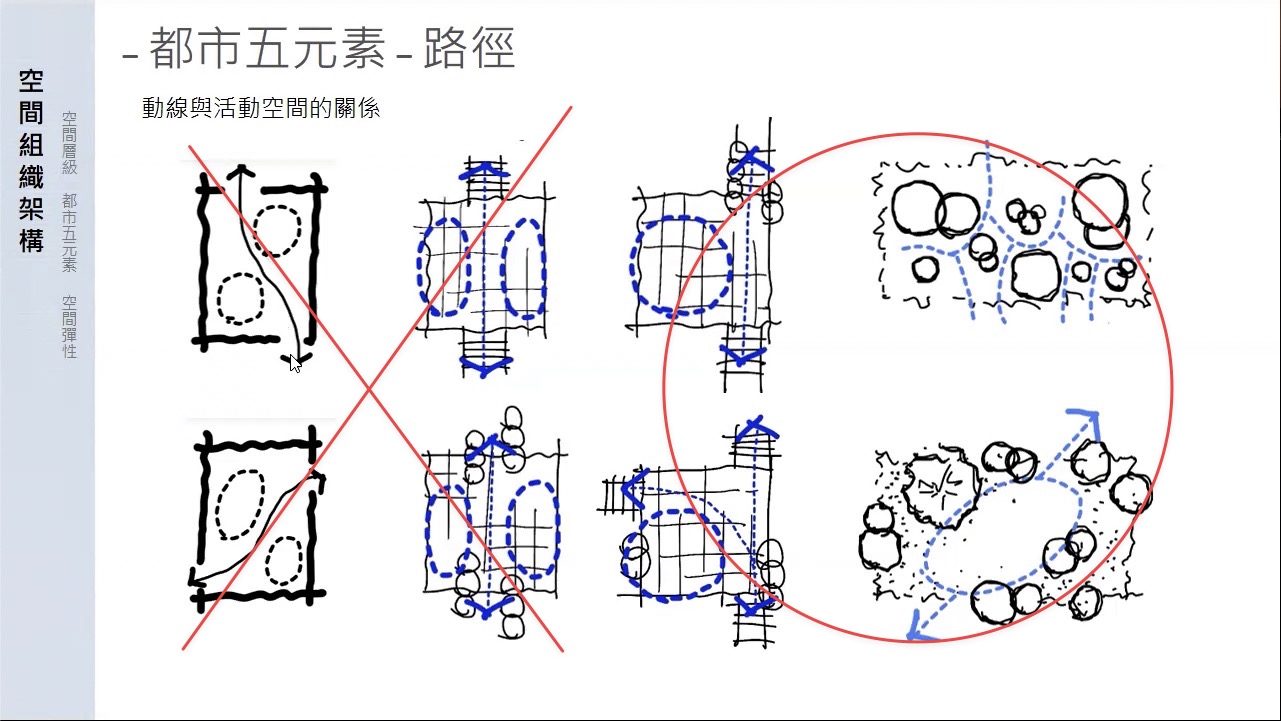 – 都市五元素 – 路徑
動線與活動空間的關係
空間組織架構
空間層級 都市五元素 空間彈性